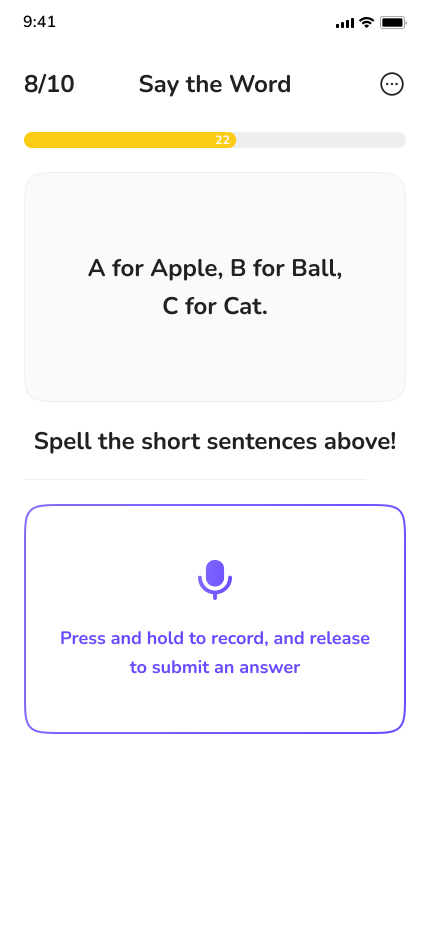 9:41
8/10 Say the Word
22
A for Apple, B for Ball,
C for Cat.
Spell the short sentences above!
Press and hold to record, and release
to submit an answer